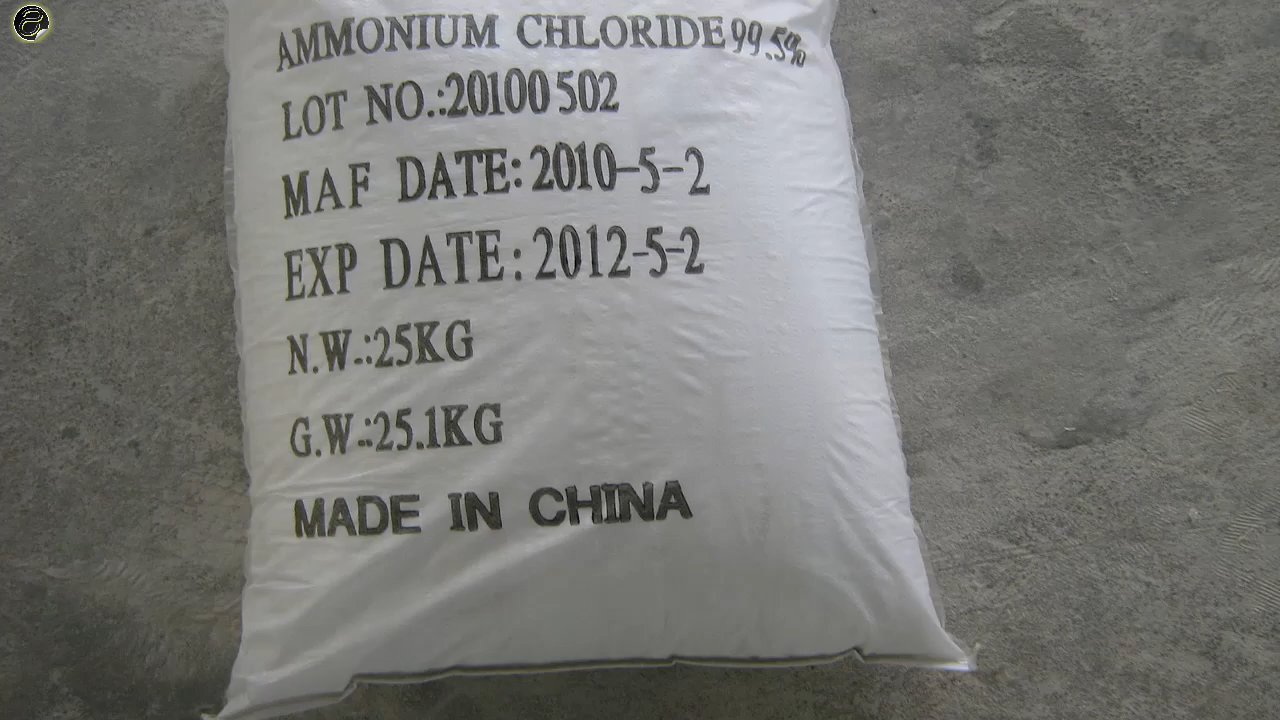 AMMONIUM CHLORIDE 99.5%
LOT NO.:20100502
MAF DATE:2010-5-2
EXP DATE:2012-5-2
N.W.:25KG
G.W.:25.1KG
MADE IN CHINA